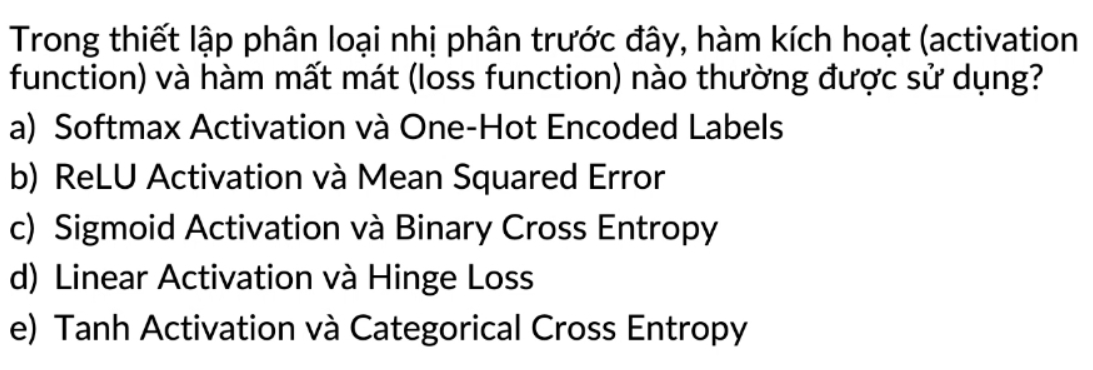 Trong thiết lập phân loại nhị phân trước đây, hàm kích hoạt (activation
function) và hàm mất mát (loss function) nào thường được sử dụng?
a) Softmax Activation và One-Hot Encoded Labels
b) ReLU Activation và Mean Squared Error
c) Sigmoid Activation và Binary Cross Entropy
d) Linear Activation và Hinge Loss
e) Tanh Activation và Categorical Cross Entropy